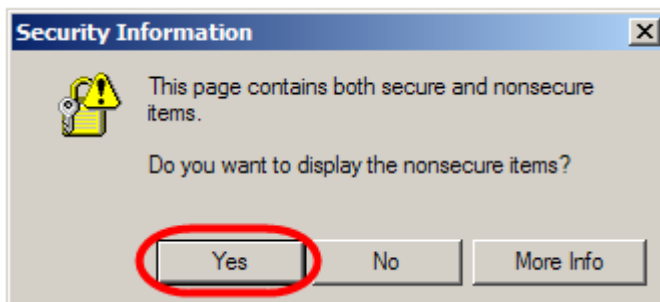 Security Information
This page contains both secure and nonsecure
items.
Do you want to display the nonsecure items?
Yes No More Info